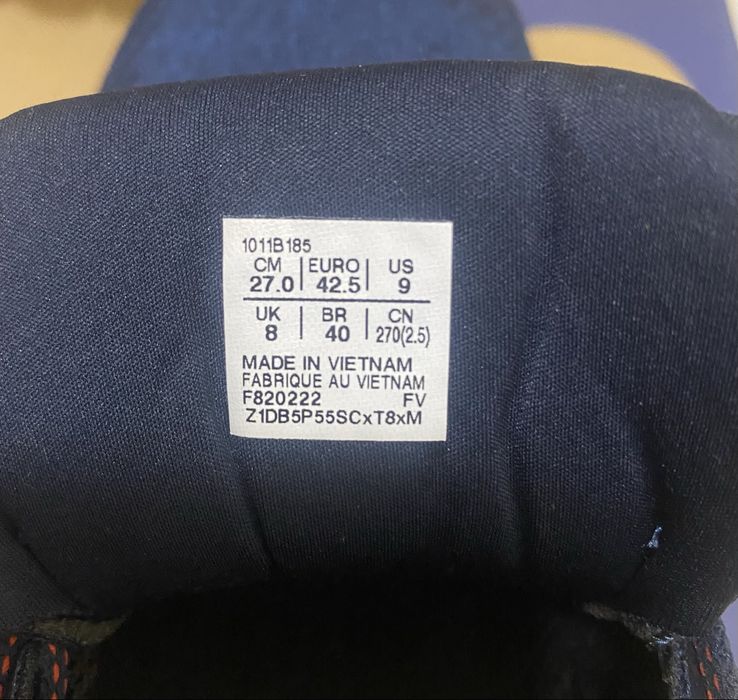 1011B185
CM | EURO | US
27.0 | 42.5 | 9
UK | BR | CN
8 | 40 | 270(2.5)
MADE IN VIETNAM
FABRIQUE AU VIETNAM
F820222 FV
Z1DB5P55SCxT8xM